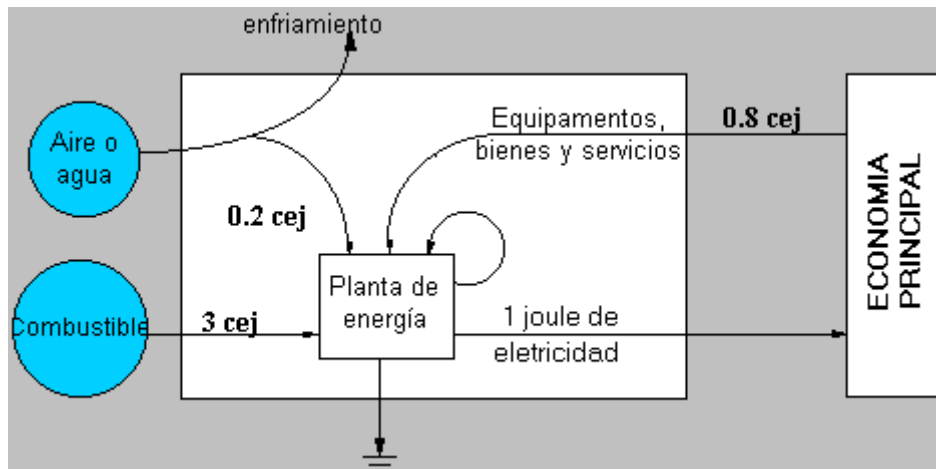 enfriamiento
Aire o
agua
Equipamentos,
bienes y servicios
0.8 cej
0.2 cej
Planta de
energía
Combustible
3 cej
1 joule de
eletricidad
ECONOMIA
PRINCIPAL